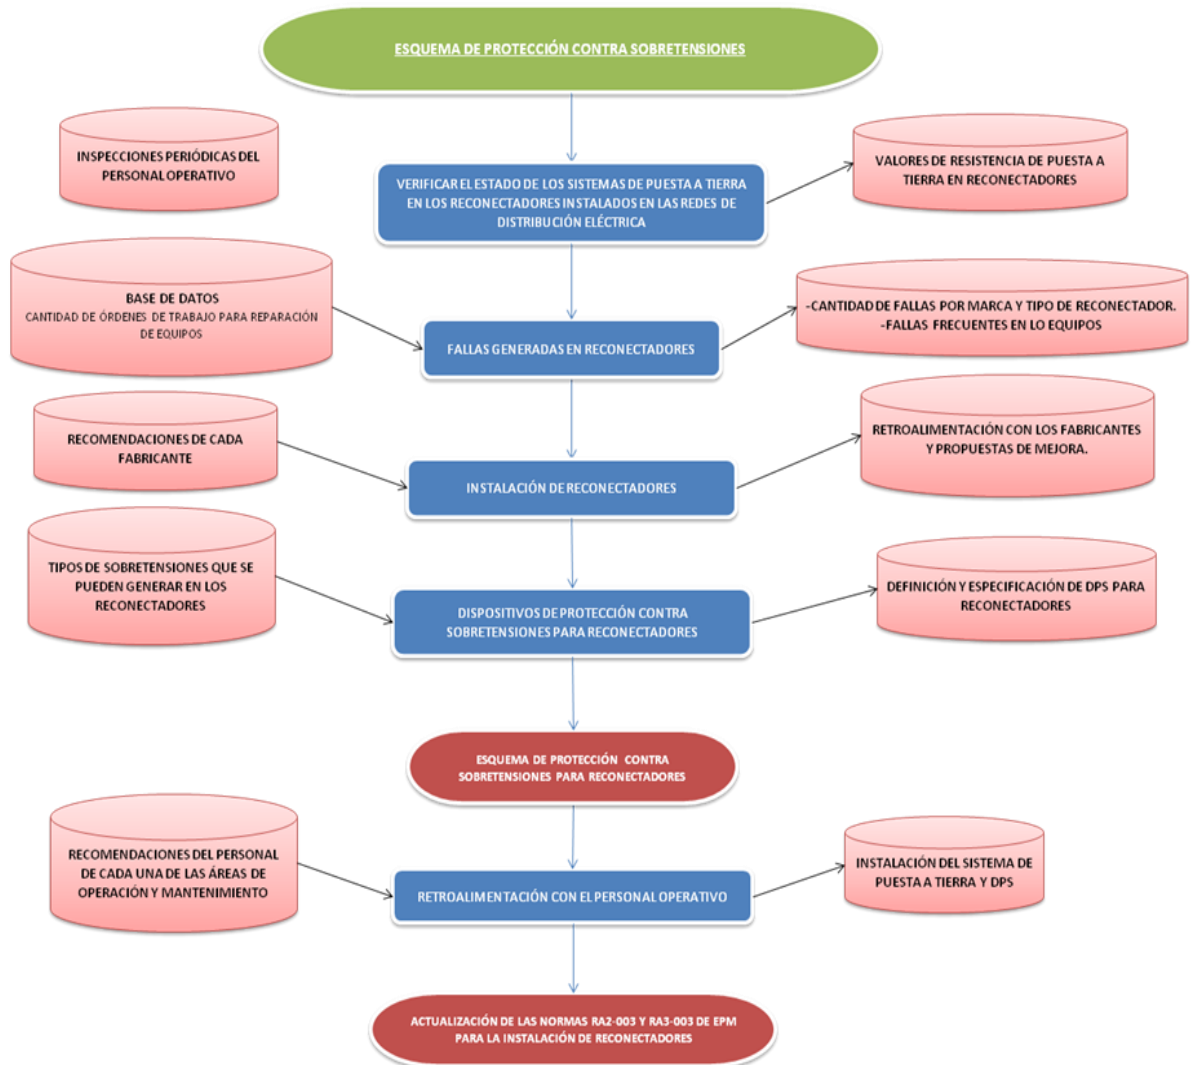 ESQUEMA DE PROTECCIÓN CONTRA SOBRETENSIONES
INSPECCIONES PERIÓDICAS DEL
PERSONAL OPERATIVO
VERIFICAR EL ESTADO DE LOS SISTEMAS DE PUESTA A TIERRA
EN LOS RECONECTADORES INSTALADOS EN LAS REDES DE
DISTRIBUCIÓN ELÉCTRICA
VALORES DE RESISTENCIA DE PUESTA A
TIERRA EN RECONECTADORES
BASE DE DATOS
CANTIDAD DE ÓRDENES DE TRABAJO PARA REPARACIÓN
DE EQUIPOS
FALLAS GENERADAS EN RECONECTADORES
-CANTIDAD DE FALLAS POR MARCA Y TIPO DE RECONECTADOR.
-FALLAS FRECUENTES EN LO EQUIPOS
RECOMENDACIONES DE CADA
FABRICANTE
INSTALACIÓN DE RECONECTADORES
RETROALIMENTACIÓN CON LOS FABRICANTES
Y PROPUESTAS DE MEJORA.
TIPOS DE SOBRETENSIONES QUE SE
PUEDEN GENERAR EN LOS
RECONECTADORES
DISPOSITIVOS DE PROTECCIÓN CONTRA
SOBRETENSIONES PARA RECONECTADORES
DEFINICIÓN Y ESPECIFICACIÓN DE DPS PARA
RECONECTADORES
ESQUEMA DE PROTECCIÓN CONTRA
SOBRETENSIONES PARA RECONECTADORES
RECOMENDACIONES DEL PERSONAL
DE CADA UNA DE LAS ÁREAS DE
OPERACIÓN Y MANTENIMIENTO
RETROALIMENTACIÓN CON EL PERSONAL OPERATIVO
INSTALACIÓN DEL SISTEMA DE
PUESTA A TIERRA Y DPS
ACTUALIZACIÓN DE LAS NORMAS RA2-003 Y RA3-003 DE EPM
PARA LA INSTALACIÓN DE RECONECTADORES